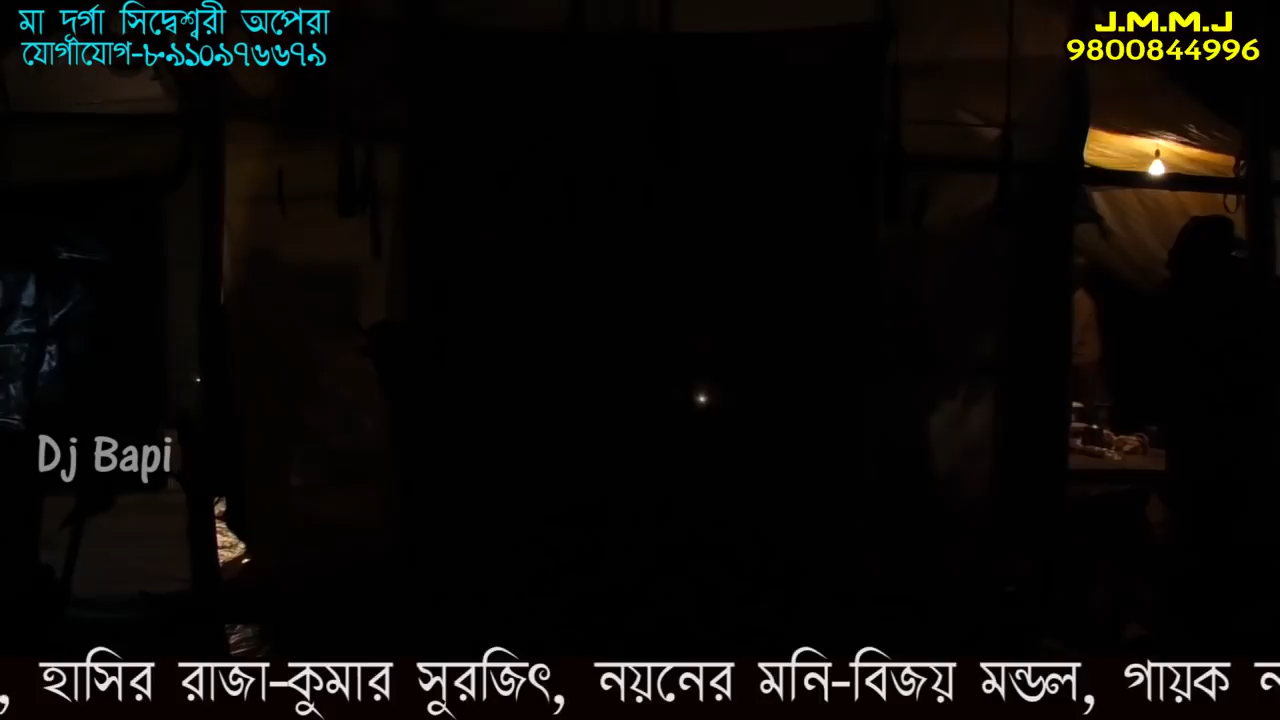 মা দূর্গা সিদ্বেশ্বরী অপেরা
যোগাযোগ-৮৯১০৯৭৬৬৭৯
J.M.M.J
9800844996
Dj Bapi
, হাসির রাজা-কুমার সুরজিৎ, নয়নের মনি-বিজয় মন্ডল, গায়ক